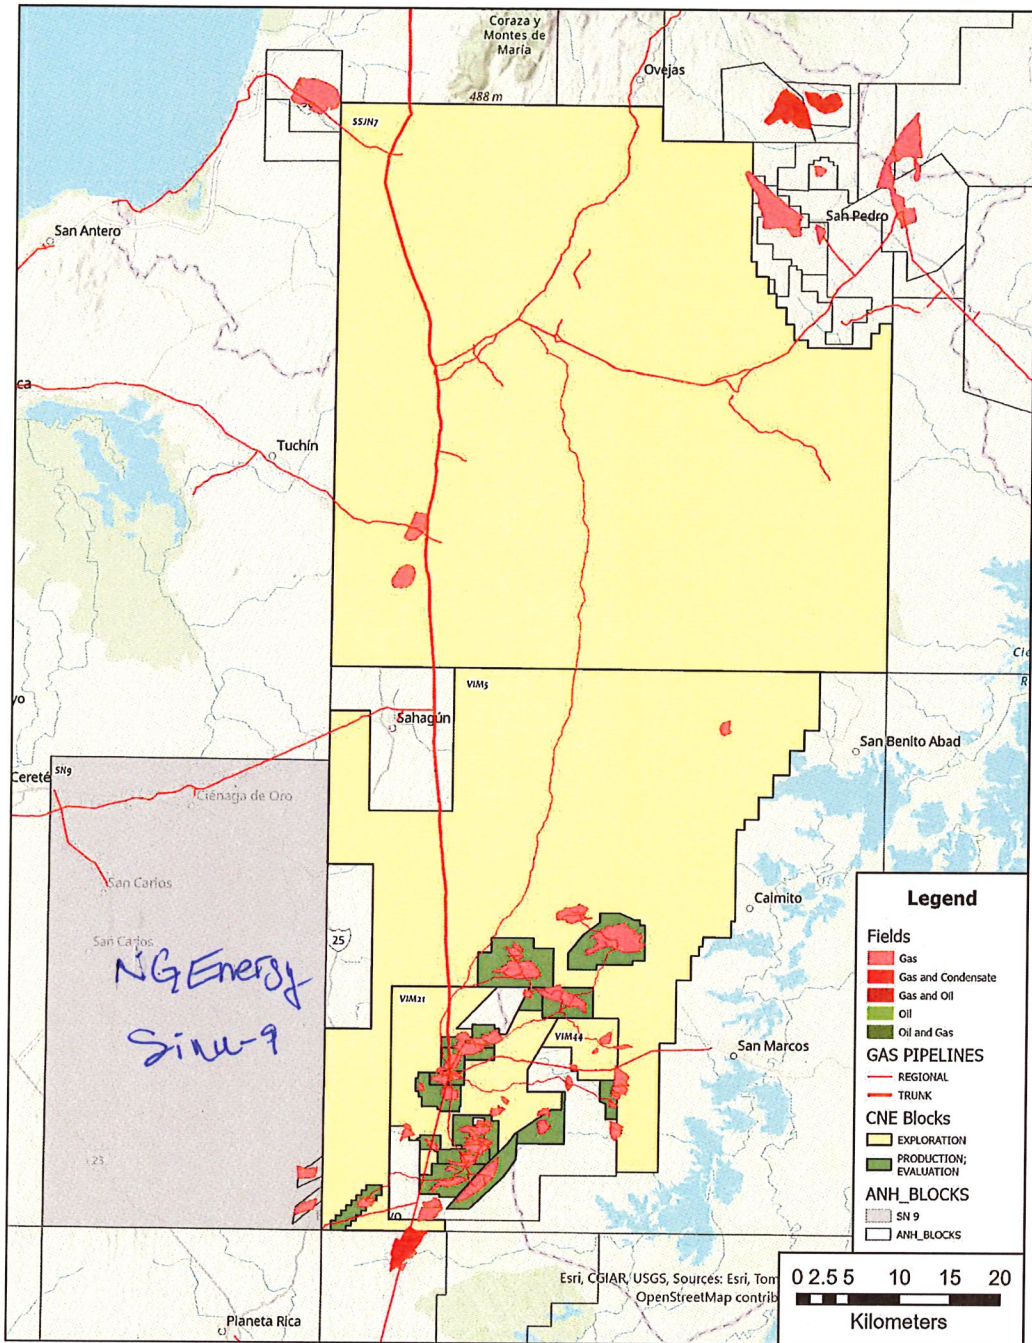 Coraza y
Montes de
María
Ovejas
488 m
SSJN7
San Antero
San Pedro
ca
Tuchín
Cie
R
VIM5
yo
Sahagún
San Benito Abad
SN9
Cereté
Ciénaga de Oro
San Carlos
Caimito
San Carlos
25
NG Energy
Sinu-9
VIM21
VIM44
San Marcos
23
yo
Planeta Rica
Legend
Fields
Gas
Gas and Condensate
Gas and Oil
Oil
Oil and Gas
GAS PIPELINES
REGIONAL
TRUNK
CNE Blocks
EXPLORATION
PRODUCTION;
EVALUATION
ANH_BLOCKS
SN 9
ANH_BLOCKS
Esri, CGIAR, USGS, Sources: Esri, Tom
OpenStreetMap contrib
0 2.5 5 10 15 20
Kilometers